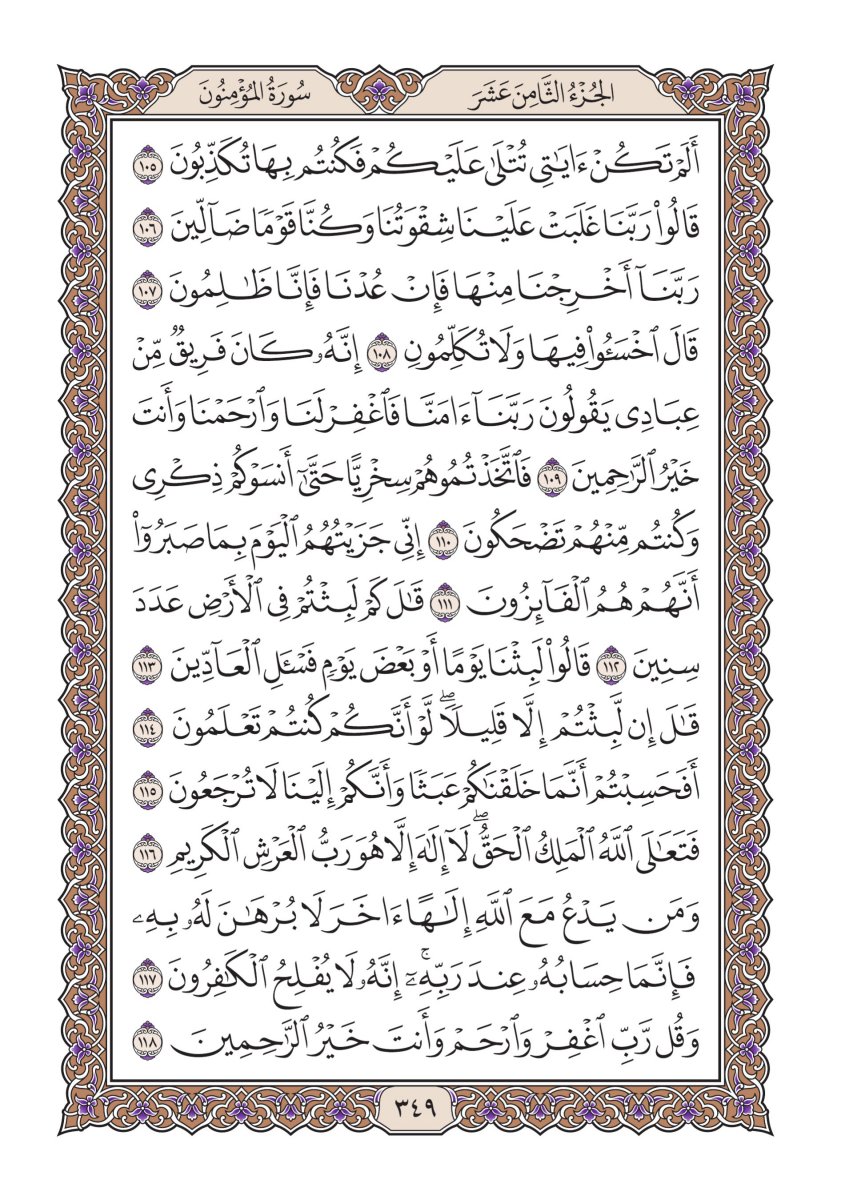 الجُزْءُ الثَّامِنَ عَشَرَ
سُورَةُ المُؤْمِنُونَ
أَلَمْ تَكُنْ ءَايَٰتِى تُتْلَىٰ عَلَيْكُمْ فَكُنتُم بِهَا تُكَذِّبُونَ ١٠٥
قَالُواْ رَبَّنَا غَلَبَتْ عَلَيْنَا شِقْوَتُنَا وَكُنَّا قَوْمًا ضَآلِّينَ ١٠٦
رَبَّنَآ أَخْرِجْنَا مِنْهَا فَإِنْ عُدْنَا فَإِنَّا ظَٰلِمُونَ ١٠٧
قَالَ ٱخْسَـُٔواْ فِيهَا وَلَا تُكَلِّمُونِ ١٠٨ إِنَّهُۥ كَانَ فَرِيقٌ مِّنْ
عِبَادِى يَقُولُونَ رَبَّنَآ ءَامَنَّا فَٱغْفِرْ لَنَا وَٱرْحَمْنَا وَأَنتَ
خَيْرُ ٱلرَّٰحِمِينَ ١٠٩ فَٱتَّخَذْتُمُوهُمْ سِخْرِيًّا حَتَّىٰٓ أَنسَوْكُمْ ذِكْرِى
وَكُنتُم مِّنْهُمْ تَضْحَكُونَ ١١٠ إِنِّى جَزَيْتُهُمُ ٱلْيَوْمَ بِمَا صَبَرُوٓاْ
أَنَّهُمْ هُمُ ٱلْفَآئِزُونَ ١١١ قَٰلَ كَمْ لَبِثْتُمْ فِى ٱلْأَرْضِ عَدَدَ
سِنِينَ ١١٢ قَالُواْ لَبِثْنَا يَوْمًا أَوْ بَعْضَ يَوْمٍ فَسْـَٔلِ ٱلْعَآدِّينَ ١١٣
قَٰلَ إِن لَّبِثْتُمْ إِلَّا قَلِيلًا ۖ لَّوْ أَنَّكُمْ كُنتُمْ تَعْلَمُونَ ١١٤
أَفَحَسِبْتُمْ أَنَّمَا خَلَقْنَٰكُمْ عَبَثًا وَأَنَّكُمْ إِلَيْنَا لَا تُرْجَعُونَ ١١٥
فَتَعَٰلَى ٱللَّهُ ٱلْمَلِكُ ٱلْحَقُّ ۖ لَآ إِلَٰهَ إِلَّا هُوَ رَبُّ ٱلْعَرْشِ ٱلْكَرِيمِ ١١٦
وَمَن يَدْعُ مَعَ ٱللَّهِ إِلَٰهًا ءَاخَرَ لَا بُرْهَٰنَ لَهُۥ بِهِۦ
فَإِنَّمَا حِسَابُهُۥ عِندَ رَبِّهِۦٓ ۚ إِنَّهُۥ لَا يُفْلِحُ ٱلْكَٰفِرُونَ ١١٧
وَقُل رَّبِّ ٱغْفِرْ وَٱرْحَمْ وَأَنتَ خَيْرُ ٱلرَّٰحِمِينَ ١١٨
٣٤٩